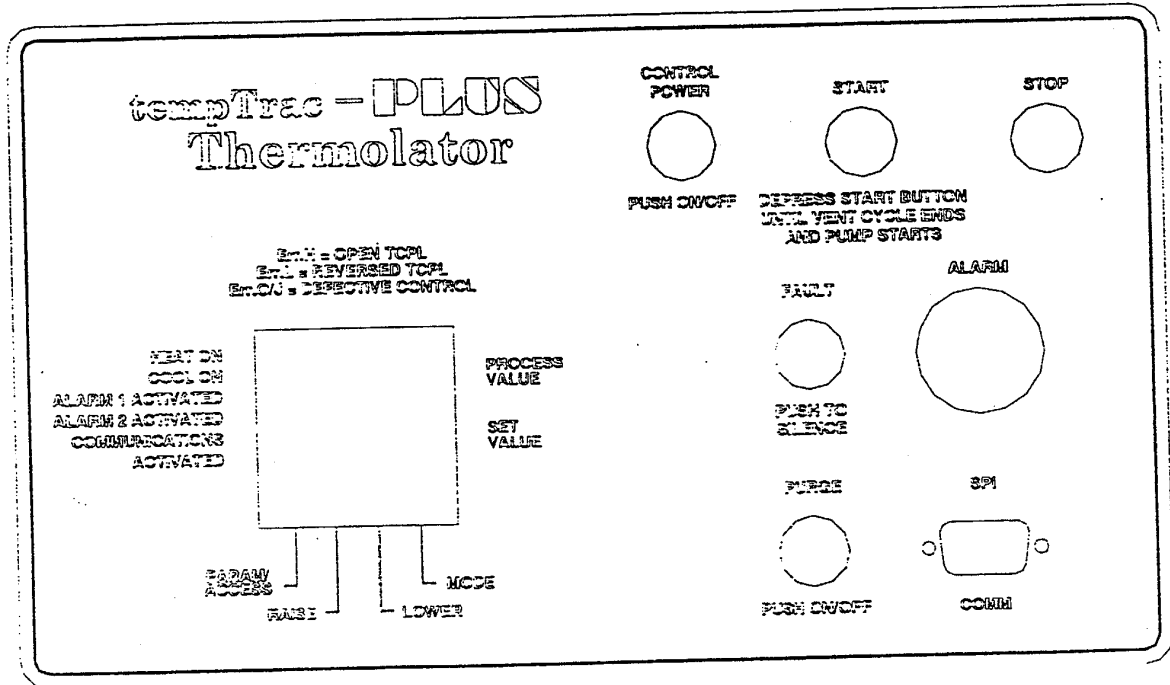 tempTrac - PLUS
Thermolator
CONTROL
POWER
PUSH ON/OFF
START
DEPRESS START BUTTON
UNTIL VENT CYCLE ENDS
AND PUMP STARTS
STOP
Err.H = OPEN TCPL
Err.L = REVERSED TCPL
Err.C/J = DEFECTIVE CONTROL
HEAT ON
COOL ON
ALARM 1 ACTIVATED
ALARM 2 ACTIVATED
COMMUNICATIONS
ACTIVATED
PROCESS
VALUE
SET
VALUE
PARAM/
ACCESS
RAISE
LOWER
MODE
FAULT
PUSH TO
SILENCE
ALARM
PURGE
PUSH ON/OFF
SPI
COMM